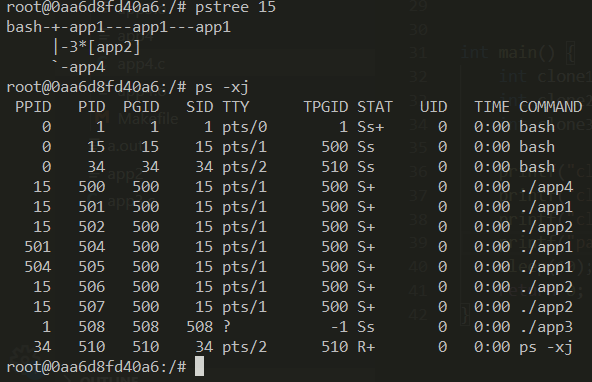 root@0aa6d8fd40a6:/# pstree 15
bash-+-app1---app1---app1
     |-3*[app2]
     `-app4
root@0aa6d8fd40a6:/# ps -xj
 PPID   PID  PGID   SID TTY      TPGID STAT   UID   TIME COMMAND
    0     1     1     1 pts/0        1 Ss+      0   0:00 bash
    0    15    15    15 pts/1      500 Ss       0   0:00 bash
    0    34    34    34 pts/2      510 Ss       0   0:00 bash
   15   500   500    15 pts/1      500 S+       0   0:00 ./app4
   15   501   500    15 pts/1      500 S+       0   0:00 ./app1
   15   502   500    15 pts/1      500 S+       0   0:00 ./app2
  501   504   500    15 pts/1      500 S+       0   0:00 ./app1
  504   505   500    15 pts/1      500 S+       0   0:00 ./app1
   15   506   500    15 pts/1      500 S+       0   0:00 ./app2
   15   507   500    15 pts/1      500 S+       0   0:00 ./app2
    1   508   508   508 ?           -1 Ss       0   0:00 ./app3
   34   510   510    34 pts/2      510 R+       0   0:00 ps -xj
root@0aa6d8fd40a6:/#